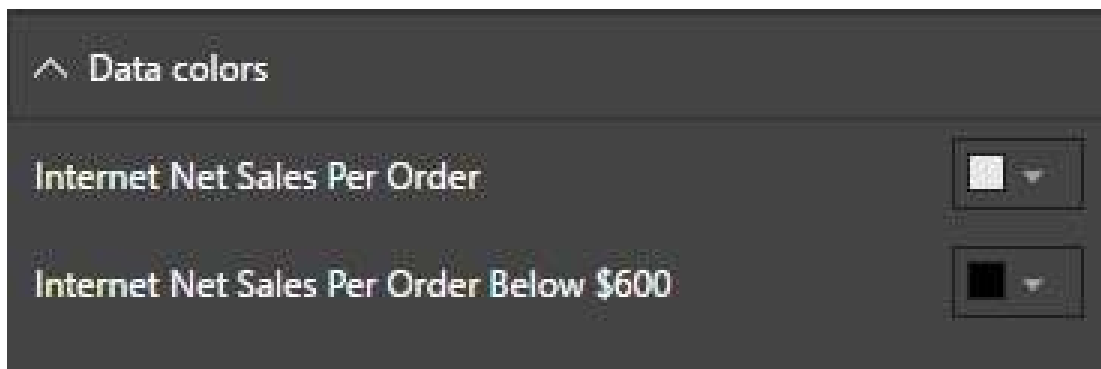 Data colors
Internet Net Sales Per Order
Internet Net Sales Per Order Below $600